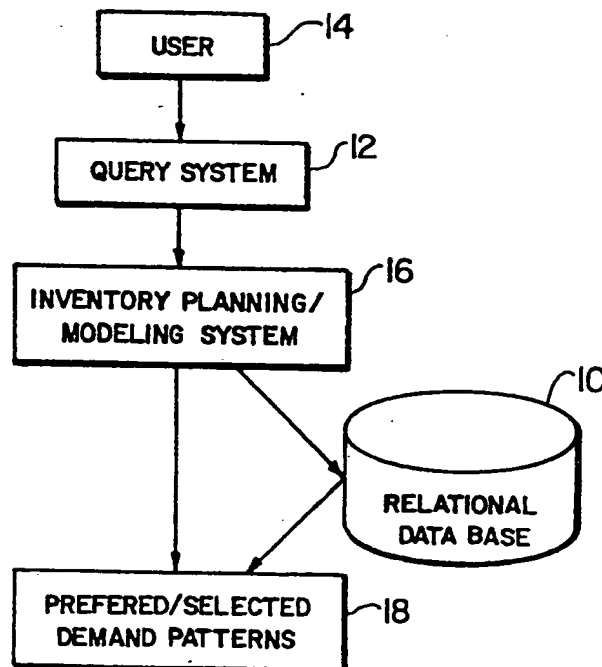 USER
14
QUERY SYSTEM
12
INVENTORY PLANNING/
MODELING SYSTEM
16
10
RELATIONAL
DATA BASE
PREFERED/SELECTED
DEMAND PATTERNS
18